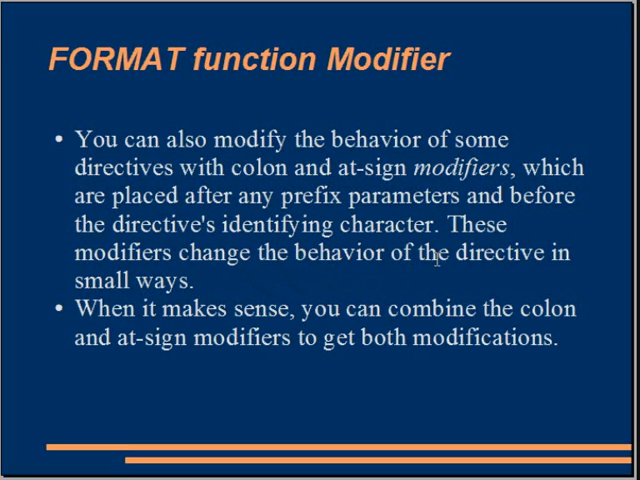 FORMAT function Modifier
• You can also modify the behavior of some
directives with colon and at-sign modifiers, which
are placed after any prefix parameters and before
the directive's identifying character. These
modifiers change the behavior of the directive in
small ways.
• When it makes sense, you can combine the colon
and at-sign modifiers to get both modifications.